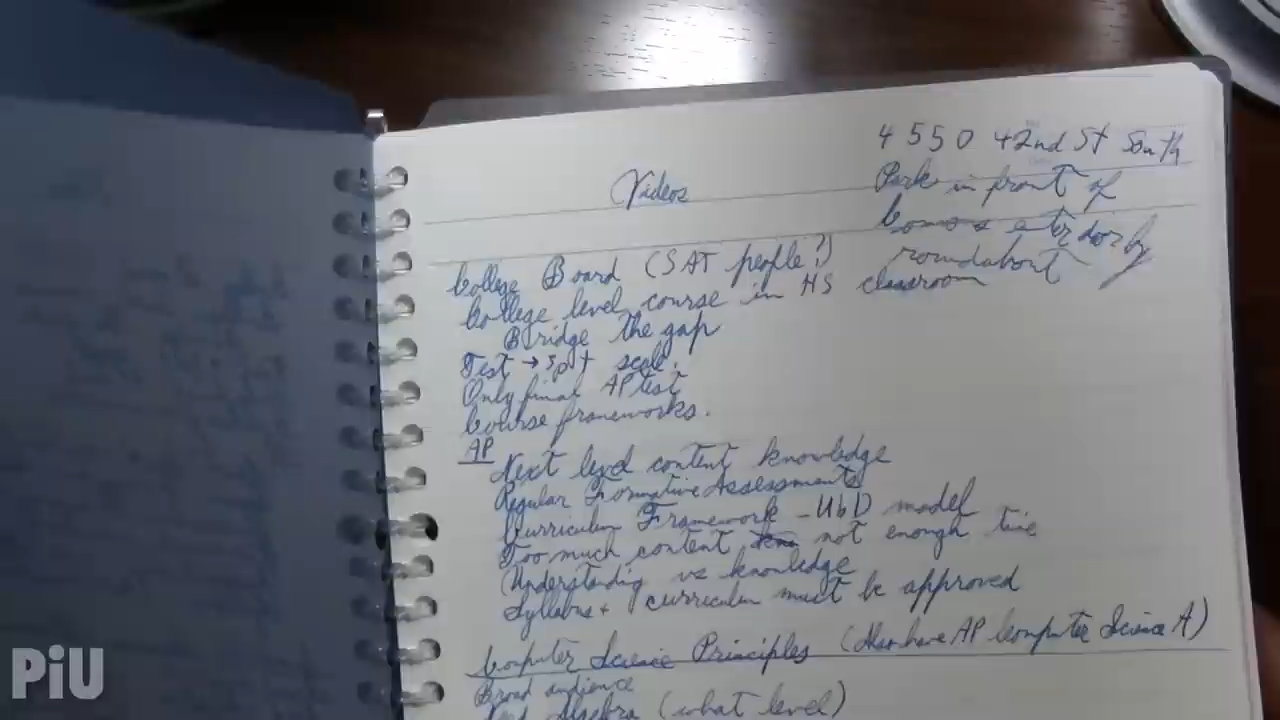 4550 42nd St South
Park in front of
door by
roundabout
Videos
College Board (SAT people?)
College level course in HS classroom
Bridge the gap
Test → 5pt scale.
Only final AP test
Course frameworks.
AP
Next level content knowledge
Regular Formative Assessments
Curriculum Framework - UbD model
Too much content not enough time
Understanding vs knowledge
Syllabus + curriculum must be approved
Computer Science Principles (Also have AP Computer Science A)
Broad audience
Algebra (what level)
PiU